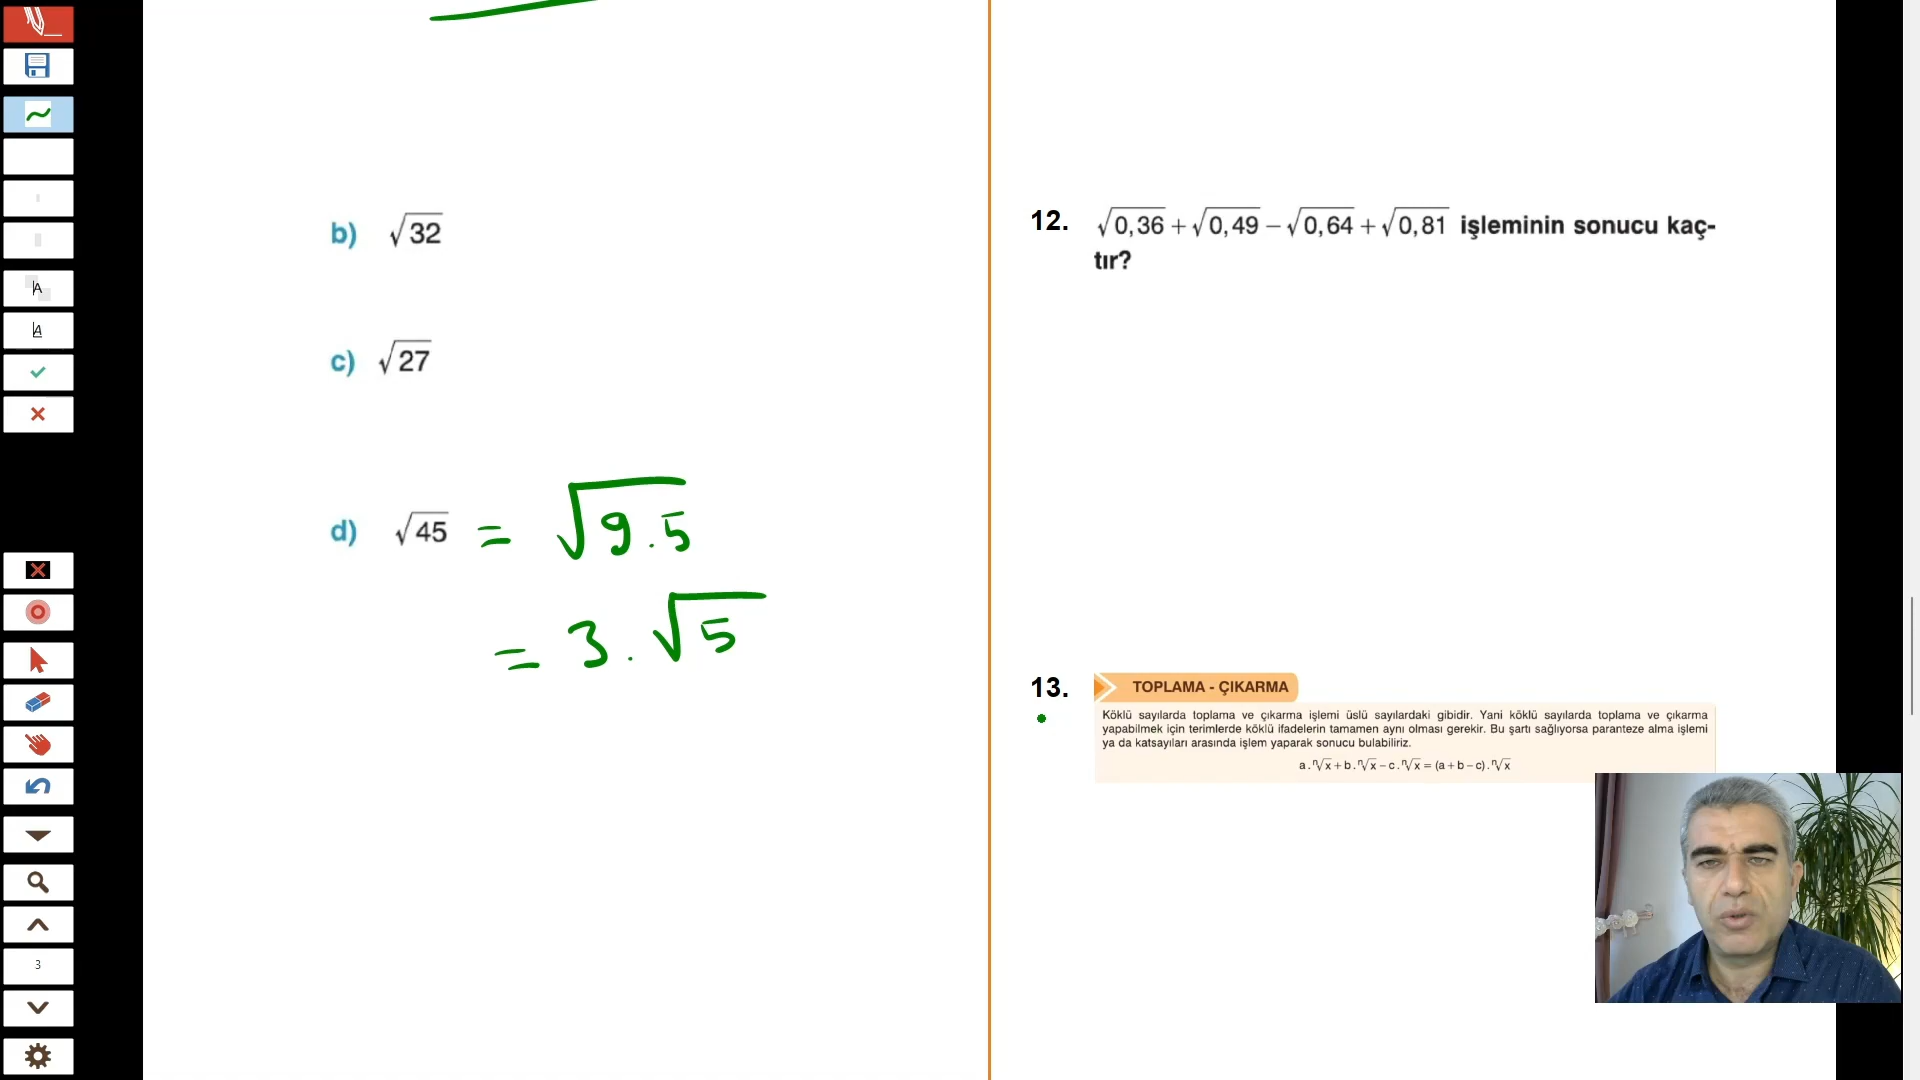 b) √32
c) √27
d) √45 = √9.5
= 3.√5
12. √0,36 + √0,49 − √0,64 + √0,81 işleminin sonucu kaç-
tır?
13. TOPLAMA - ÇIKARMA
Köklü sayılarda toplama ve çıkarma işlemi üslü sayılardaki gibidir. Yani köklü sayılarda toplama ve çıkarma
yapabilmek için terimlerde köklü ifadelerin tamamen aynı olması gerekir. Bu şartı sağlıyorsa paranteze alma işlemi
ya da katsayıları arasında işlem yaparak sonucu bulabiliriz.
a.ⁿ√x + b.ⁿ√x − c.ⁿ√x = (a + b − c).ⁿ√x
A
A
3